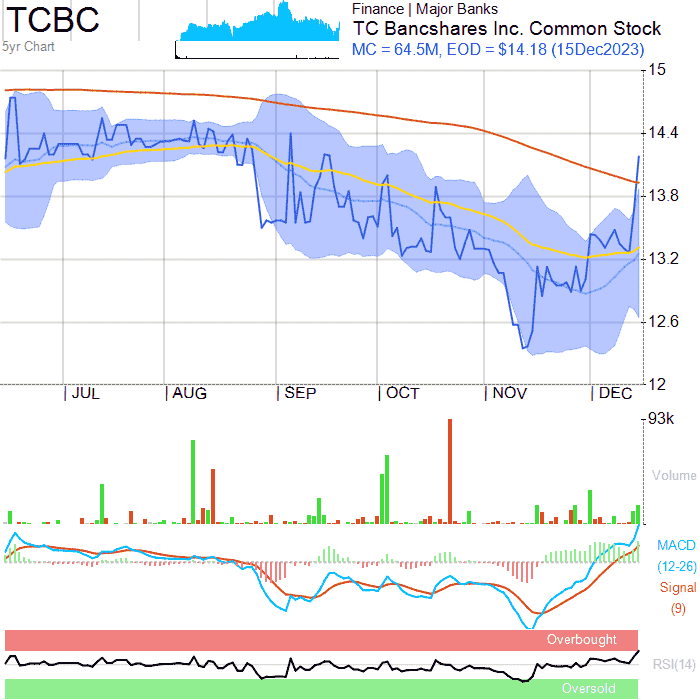 TCBC
5yr Chart
Finance | Major Banks
TC Bancshares Inc. Common Stock
MC = 64.5M, EOD = $14.18 (15Dec2023)
15
14.4
13.8
13.2
12.6
12
JUL AUG SEP OCT NOV DEC
93k
Volume
MACD
(12-26)
Signal
(9)
Overbought
RSI(14)
Oversold